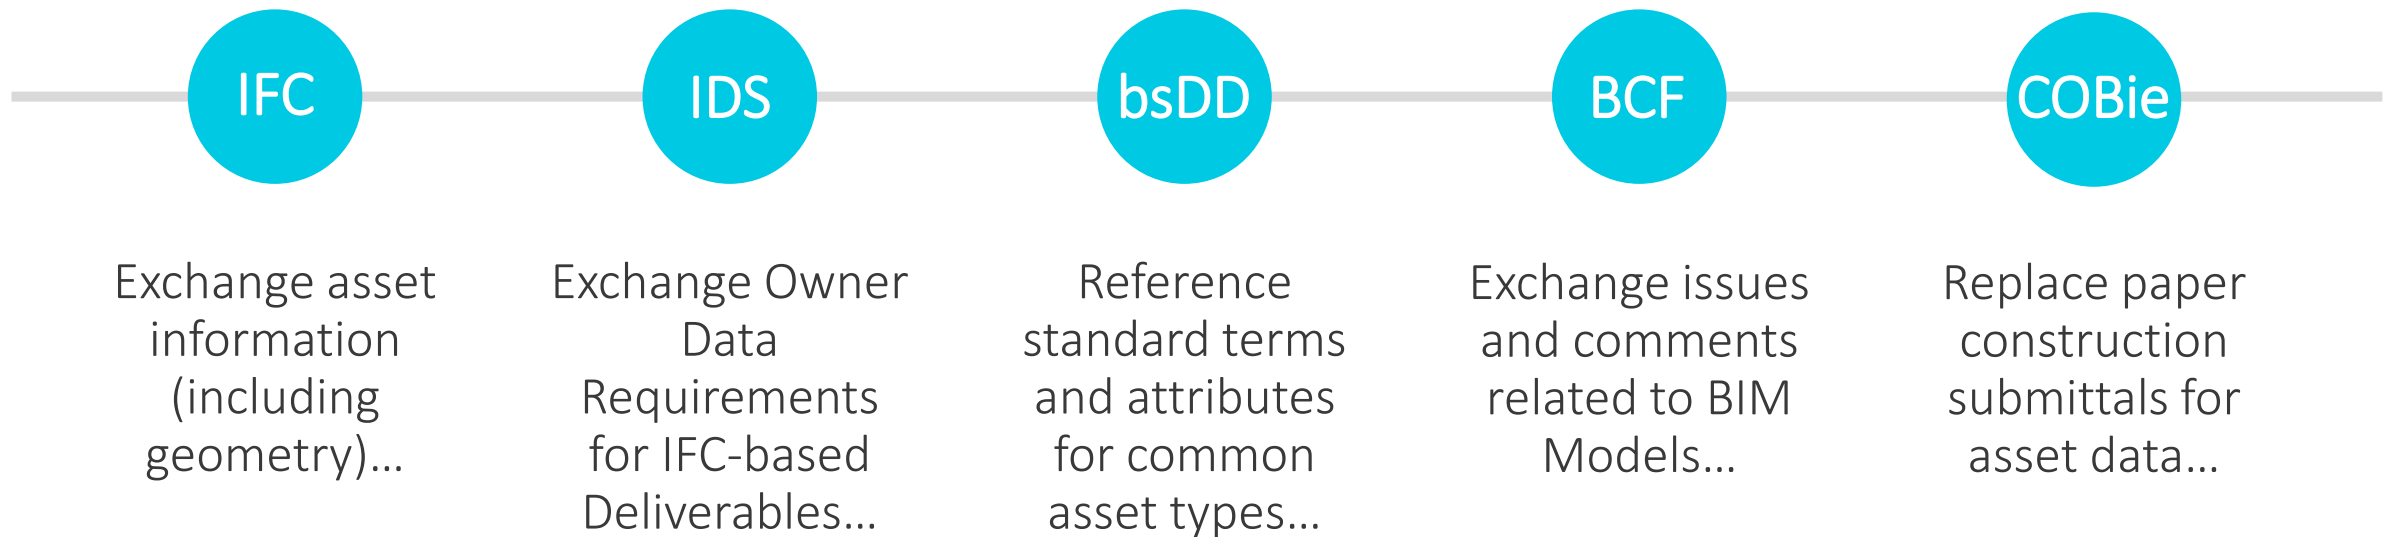 IFC
Exchange asset
information
(including
geometry)...
IDS
Exchange Owner
Data
Requirements
for IFC-based
Deliverables...
bsDD
Reference
standard terms
and attributes
for common
asset types...
BCF
Exchange issues
and comments
related to BIM
Models...
COBie
Replace paper
construction
submittals for
asset data...